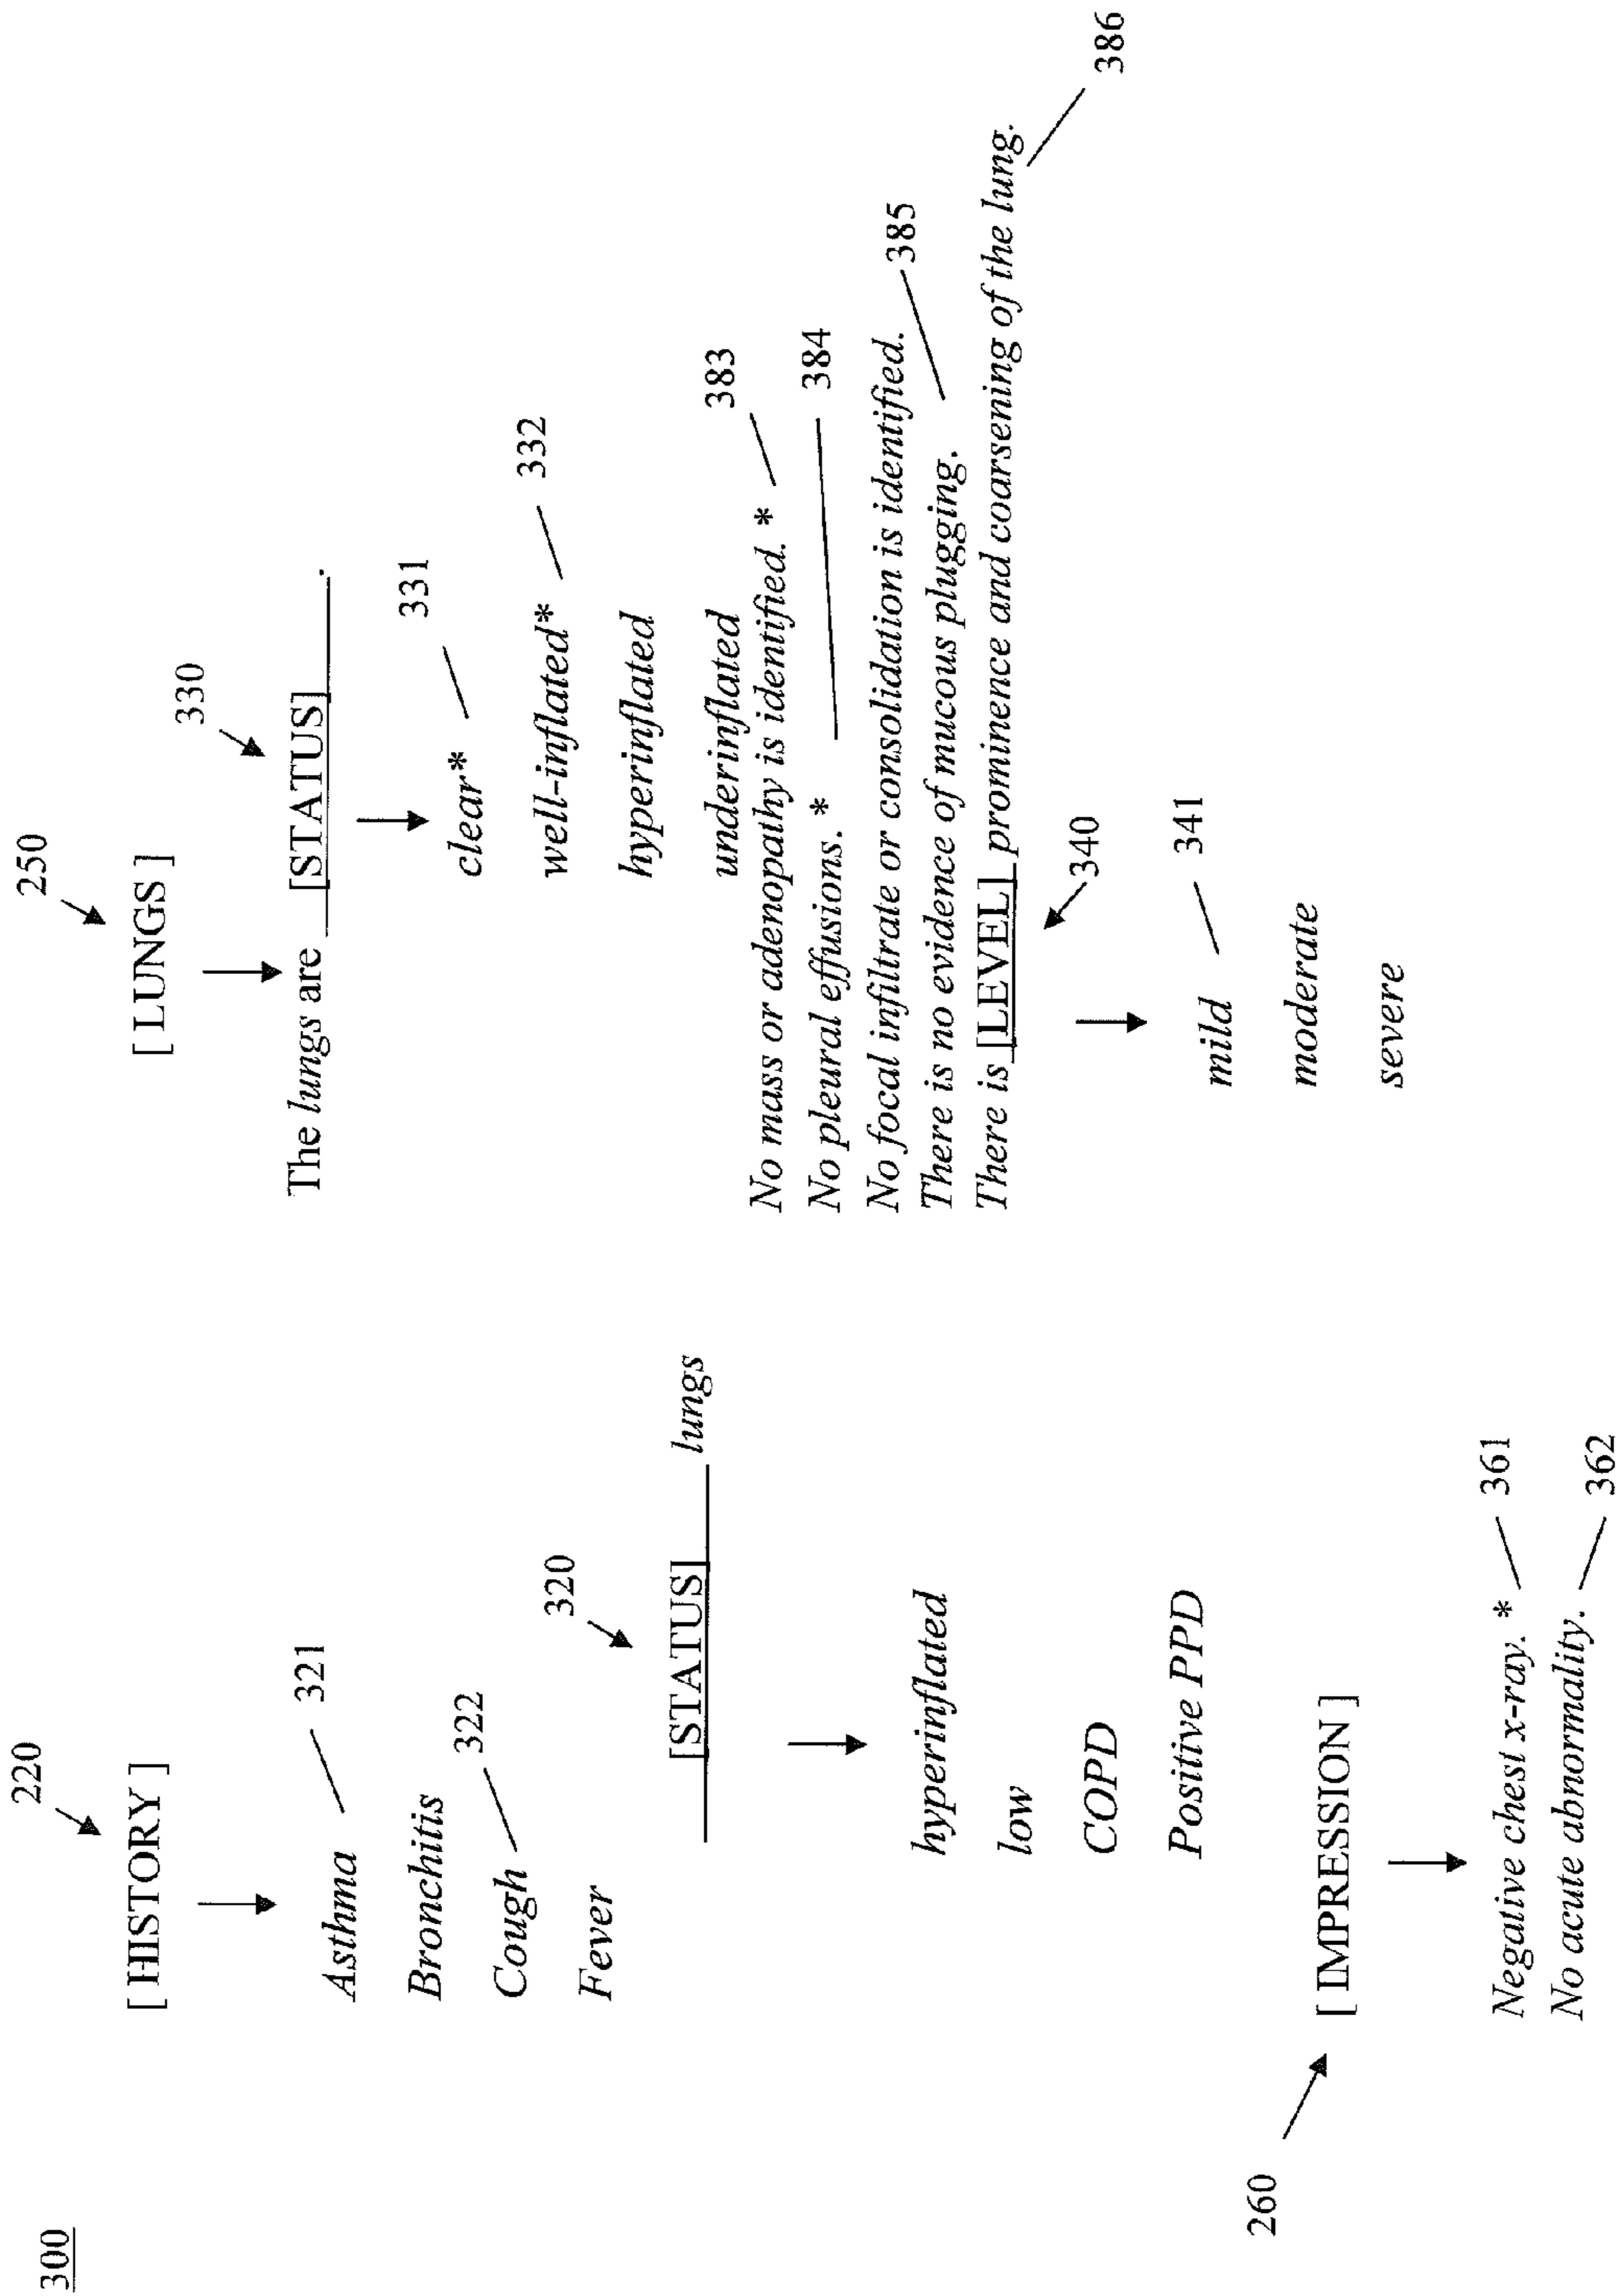 300
220
[ HISTORY ]
Asthma 321
Bronchitis
Cough 322
Fever
320
[STATUS] lungs
hyperinflated
low
COPD
Positive PPD
260
[ IMPRESSION ]
Negative chest x-ray. * 361
No acute abnormality. 362
250
[ LUNGS ]
330
The lungs are [STATUS] .
clear* 331
well-inflated* 332
hyperinflated
underinflated
No mass or adenopathy is identified. * 383
No pleural effusions. * 384
No focal infiltrate or consolidation is identified.
There is no evidence of mucous plugging. 385
There is [LEVEL] prominence and coarsening of the lung. 386
340
mild 341
moderate
severe